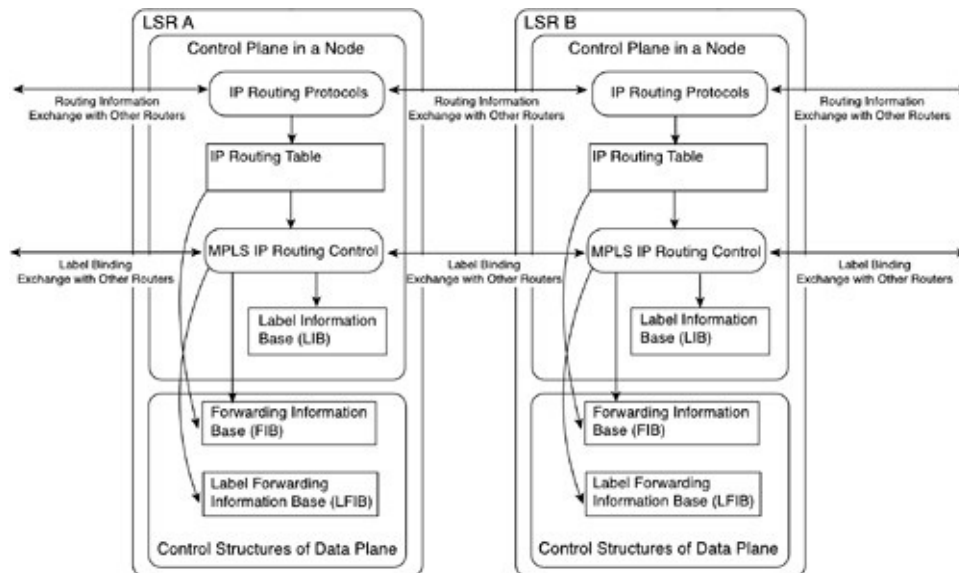 LSR A
Control Plane in a Node
IP Routing Protocols
Routing Information
Exchange with Other Routers
IP Routing Table
MPLS IP Routing Control
Label Binding
Exchange with Other Routers
Label Information
Base (LIB)
Forwarding Information
Base (FIB)
Label Forwarding
Information Base (LFIB)
Control Structures of Data Plane
Routing Information
Exchange with Other Routers
Label Binding
Exchange with Other Routers
LSR B
Control Plane in a Node
IP Routing Protocols
IP Routing Table
MPLS IP Routing Control
Label Information
Base (LIB)
Forwarding Information
Base (FIB)
Label Forwarding
Information Base (LFIB)
Control Structures of Data Plane
Routing Information
Exchange with Other Routers
Label Binding
Exchange with Other Routers